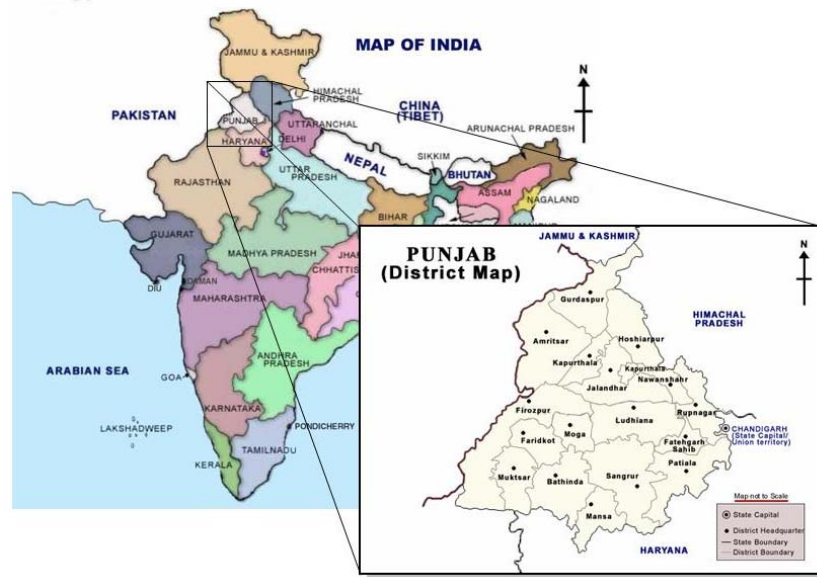 MAP OF INDIA
JAMMU & KASHMIR
N
HIMACHAL
PRADESH
PAKISTAN
CHINA
(TIBET)
PUNJAB
UTTARANCHAL
ARUNACHAL PRADESH
HARYANA
DELHI
NEPAL
SIKKIM
BHUTAN
UTTAR
PRADESH
RAJASTHAN
ASSAM
NAGALAND
BIHAR
GUJARAT
MADHYA PRADESH
CHHATTIS
DIU
DAMAN
MAHARASHTRA
ARABIAN SEA
ANDHRA
PRADESH
GOA
KARNATAKA
LAKSHADWEEP
PONDICHERRY
KERALA
TAMILNADU
JAMMU & KASHMIR
PUNJAB
(District Map)
N
Gurdaspur
HIMACHAL
PRADESH
Amritsar
Hoshiarpur
Kapurthala
Kapurthala
Nawanshahr
Jalandhar
Firozpur
Ludhiana
Rupnagar
CHANDIGARH
(State Capital/
Union territory)
Moga
Faridkot
Fatehgarh
Sahib
Patiala
Muktsar
Bathinda
Sangrur
Mansa
Map not to Scale
State Capital
District Headquarter
State Boundary
District Boundary
HARYANA